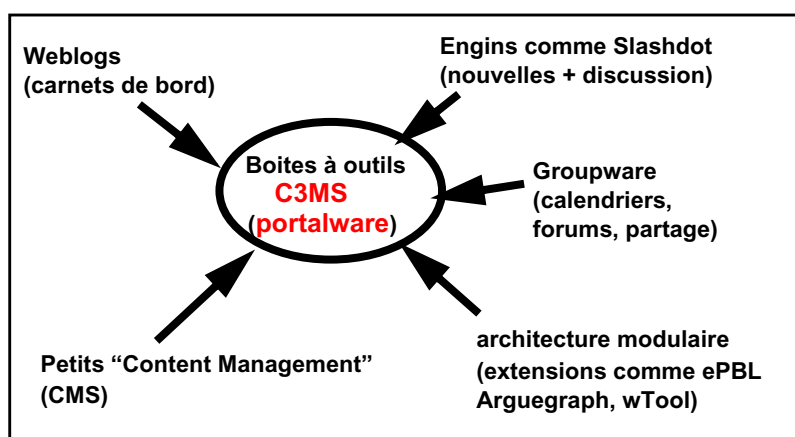 Weblogs
(carnets de bord)
Engins comme Slashdot
(nouvelles + discussion)
Boites à outils
C3MS
(portalware)
Groupware
(calendriers,
forums, partage)
Petits “Content Management”
(CMS)
architecture modulaire
(extensions comme ePBL
Arguegraph, wTool)